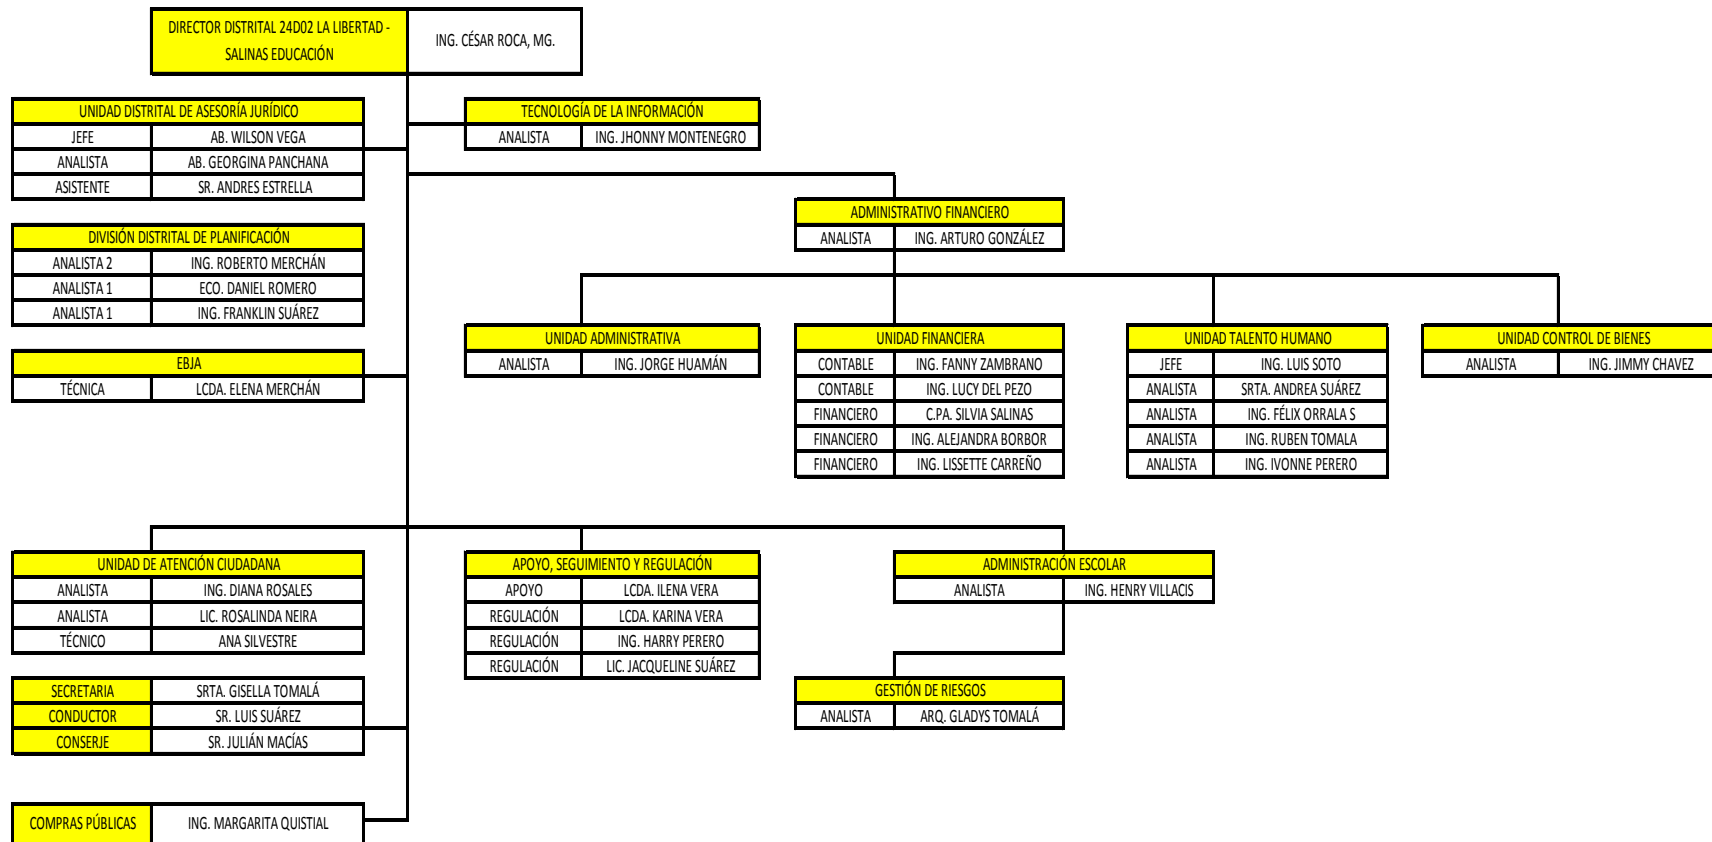 DIRECTOR DISTRITAL 24D02 LA LIBERTAD -
SALINAS EDUCACIÓN
ING. CÉSAR ROCA, MG.
UNIDAD DISTRITAL DE ASESORÍA JURÍDICO
JEFE AB. WILSON VEGA
ANALISTA AB. GEORGINA PANCHANA
ASISTENTE SR. ANDRES ESTRELLA
TECNOLOGÍA DE LA INFORMACIÓN
ANALISTA ING. JHONNY MONTENEGRO
DIVISIÓN DISTRITAL DE PLANIFICACIÓN
ANALISTA 2 ING. ROBERTO MERCHÁN
ANALISTA 1 ECO. DANIEL ROMERO
ANALISTA 1 ING. FRANKLIN SUÁREZ
ADMINISTRATIVO FINANCIERO
ANALISTA ING. ARTURO GONZÁLEZ
EBJA
TÉCNICA LCDA. ELENA MERCHÁN
UNIDAD ADMINISTRATIVA
ANALISTA ING. JORGE HUAMÁN
UNIDAD FINANCIERA
CONTABLE ING. FANNY ZAMBRANO
CONTABLE ING. LUCY DEL PEZO
FINANCIERO C.PA. SILVIA SALINAS
FINANCIERO ING. ALEJANDRA BORBOR
FINANCIERO ING. LISSETTE CARREÑO
UNIDAD TALENTO HUMANO
JEFE ING. LUIS SOTO
ANALISTA SRTA. ANDREA SUÁREZ
ANALISTA ING. FÉLIX ORRALA S
ANALISTA ING. RUBEN TOMALA
ANALISTA ING. IVONNE PERERO
UNIDAD CONTROL DE BIENES
ANALISTA ING. JIMMY CHAVEZ
UNIDAD DE ATENCIÓN CIUDADANA
ANALISTA ING. DIANA ROSALES
ANALISTA LIC. ROSALINDA NEIRA
TÉCNICO ANA SILVESTRE
APOYO, SEGUIMIENTO Y REGULACIÓN
APOYO LCDA. ILENA VERA
REGULACIÓN LCDA. KARINA VERA
REGULACIÓN ING. HARRY PERERO
REGULACIÓN LIC. JACQUELINE SUÁREZ
ADMINISTRACIÓN ESCOLAR
ANALISTA ING. HENRY VILLACIS
SECRETARIA SRTA. GISELLA TOMALÁ
CONDUCTOR SR. LUIS SUÁREZ
CONSERJE SR. JULIÁN MACÍAS
GESTIÓN DE RIESGOS
ANALISTA ARQ. GLADYS TOMALÁ
COMPRAS PÚBLICAS ING. MARGARITA QUISTIAL